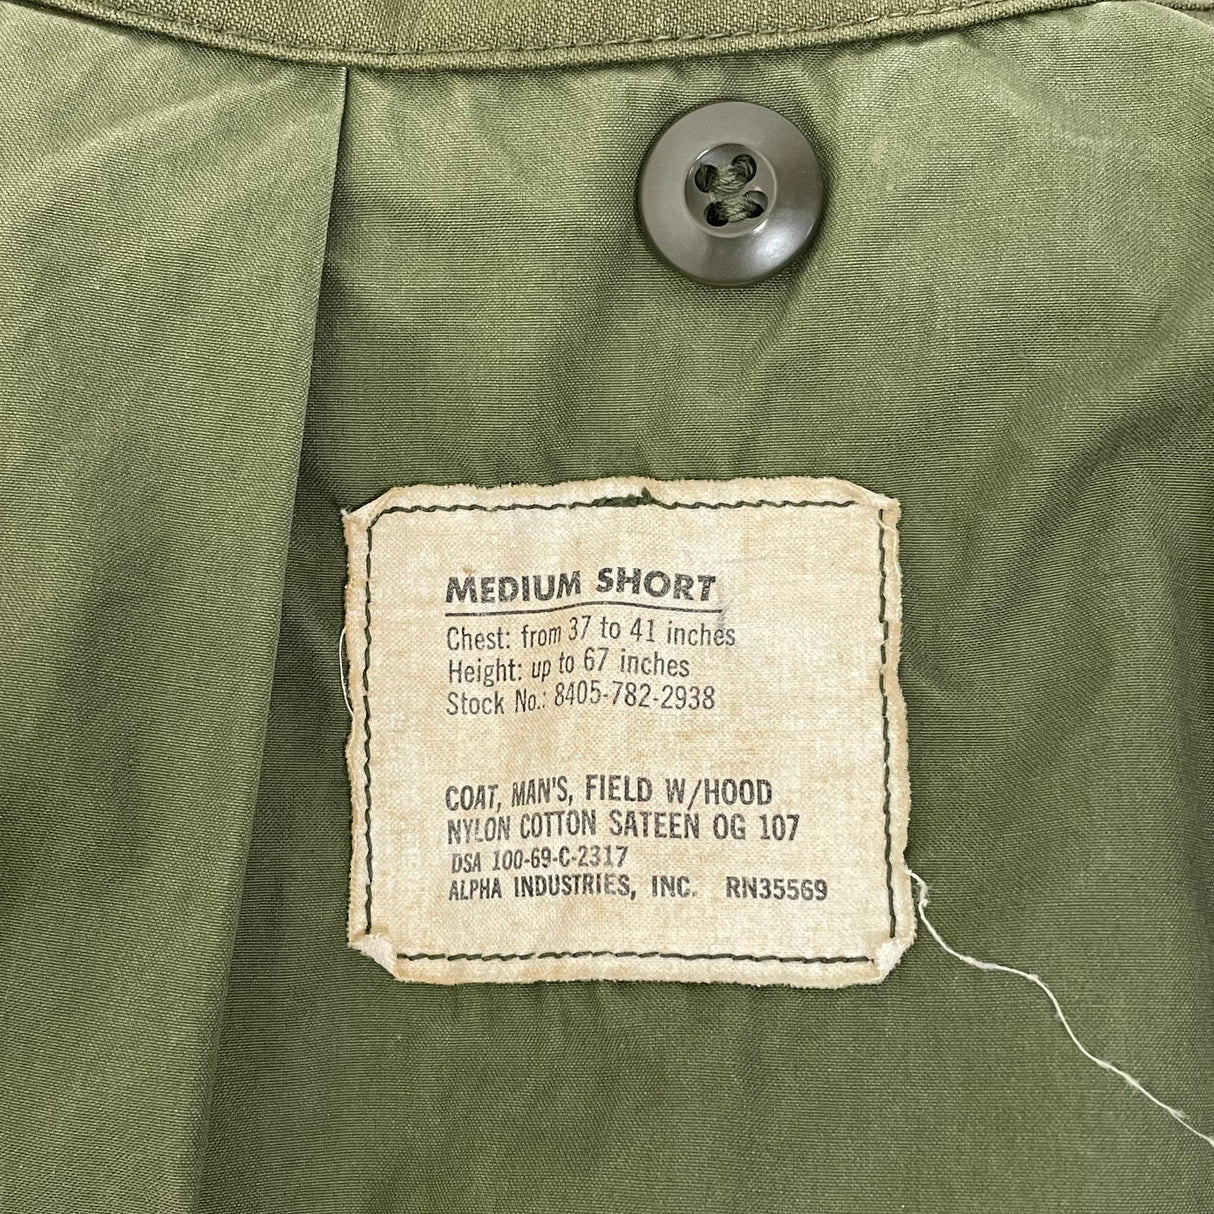 MEDIUM SHORT
Chest: from 37 to 41 inches
Height: up to 67 inches
Stock No.: 8405-782-2938
COAT, MAN'S, FIELD W/HOOD
NYLON COTTON SATEEN OG 107
DSA 100-69-C-2317
ALPHA INDUSTRIES, INC. RN35569